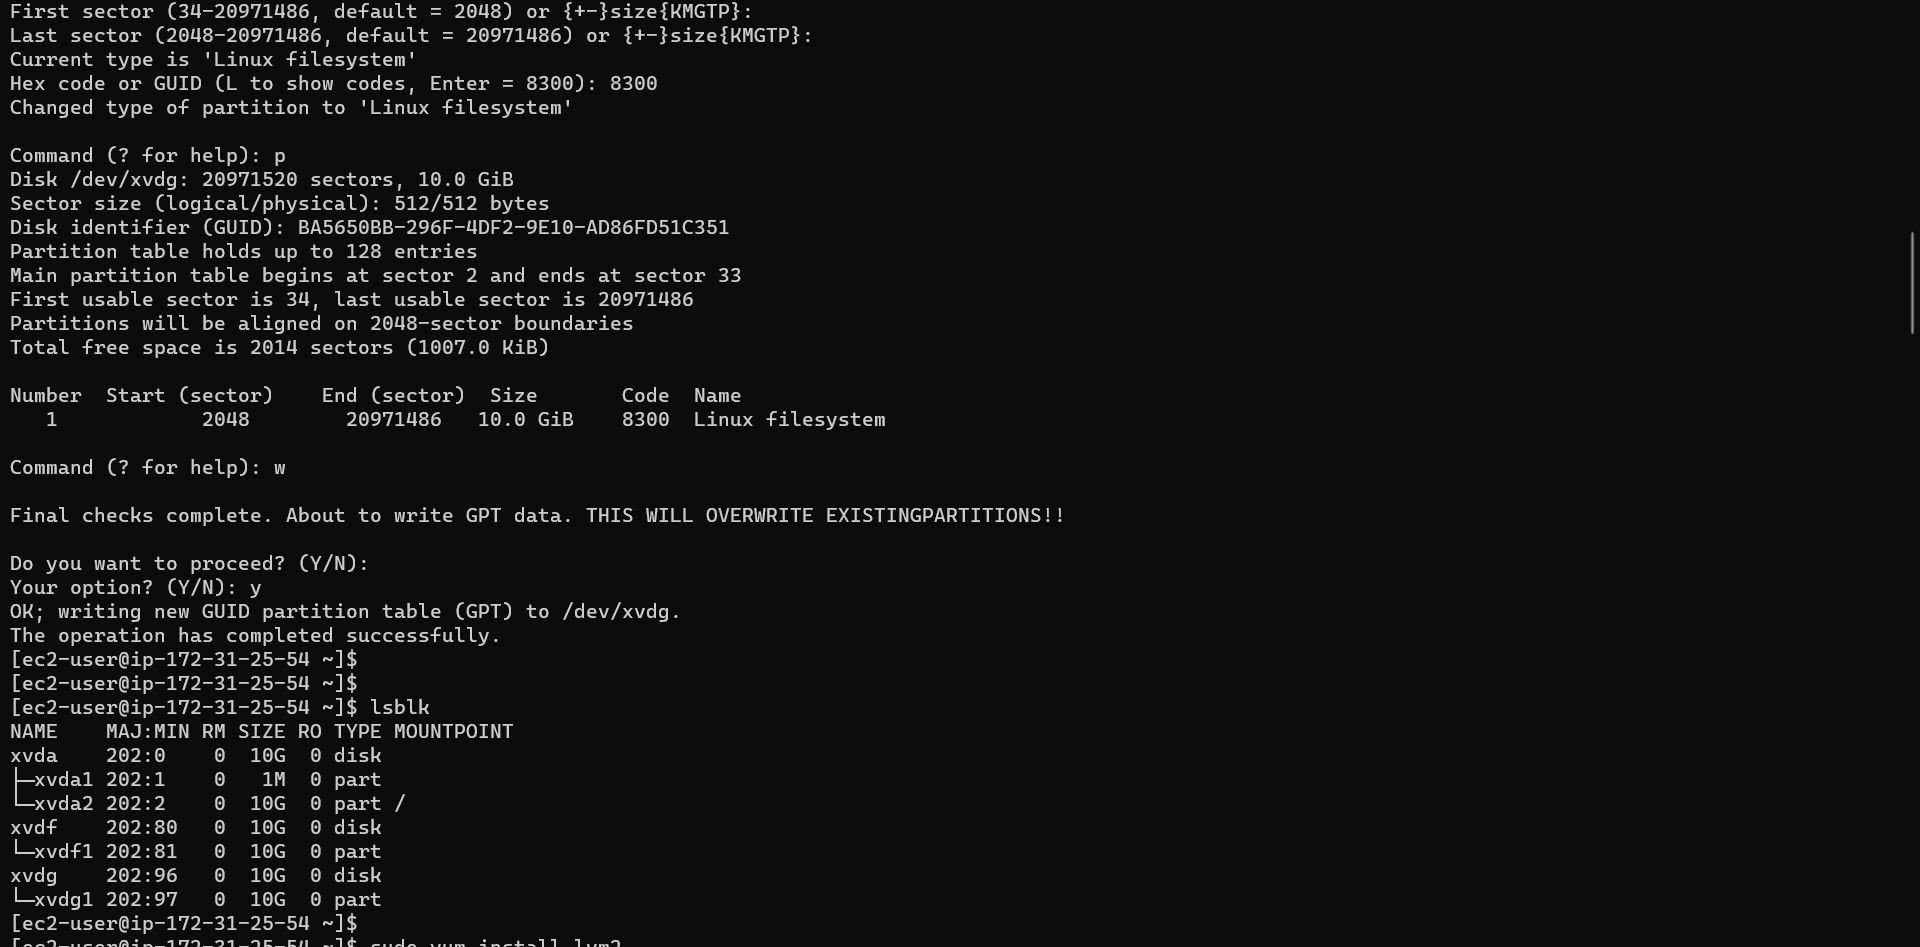 First sector (34-20971486, default = 2048) or {+-}size{KMGTP}:
Last sector (2048-20971486, default = 20971486) or {+-}size{KMGTP}:
Current type is 'Linux filesystem'
Hex code or GUID (L to show codes, Enter = 8300): 8300
Changed type of partition to 'Linux filesystem'

Command (? for help): p
Disk /dev/xvdg: 20971520 sectors, 10.0 GiB
Sector size (logical/physical): 512/512 bytes
Disk identifier (GUID): BA5650BB-296F-4DF2-9E10-AD86FD51C351
Partition table holds up to 128 entries
Main partition table begins at sector 2 and ends at sector 33
First usable sector is 34, last usable sector is 20971486
Partitions will be aligned on 2048-sector boundaries
Total free space is 2014 sectors (1007.0 KiB)

Number  Start (sector)    End (sector)  Size       Code  Name
   1            2048        20971486   10.0 GiB    8300  Linux filesystem

Command (? for help): w

Final checks complete. About to write GPT data. THIS WILL OVERWRITE EXISTINGPARTITIONS!!

Do you want to proceed? (Y/N):
Your option? (Y/N): y
OK; writing new GUID partition table (GPT) to /dev/xvdg.
The operation has completed successfully.
[ec2-user@ip-172-31-25-54 ~]$
[ec2-user@ip-172-31-25-54 ~]$
[ec2-user@ip-172-31-25-54 ~]$ lsblk
NAME    MAJ:MIN RM SIZE RO TYPE MOUNTPOINT
xvda    202:0    0  10G  0 disk
├─xvda1 202:1    0   1M  0 part
└─xvda2 202:2    0  10G  0 part /
xvdf    202:80   0  10G  0 disk
└─xvdf1 202:81   0  10G  0 part
xvdg    202:96   0  10G  0 disk
└─xvdg1 202:97   0  10G  0 part
[ec2-user@ip-172-31-25-54 ~]$
[ec2-user@ip-172-31-25-54 ~]$ sudo yum install lvm2